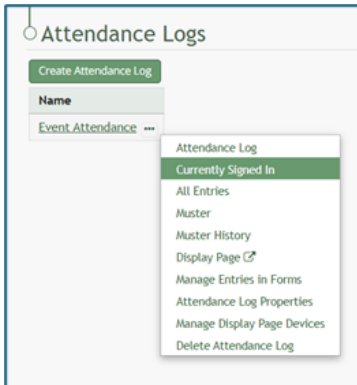 Attendance Logs
Create Attendance Log
Name
Event Attendance ...
Attendance Log
Currently Signed In
All Entries
Muster
Muster History
Display Page
Manage Entries in Forms
Attendance Log Properties
Manage Display Page Devices
Delete Attendance Log